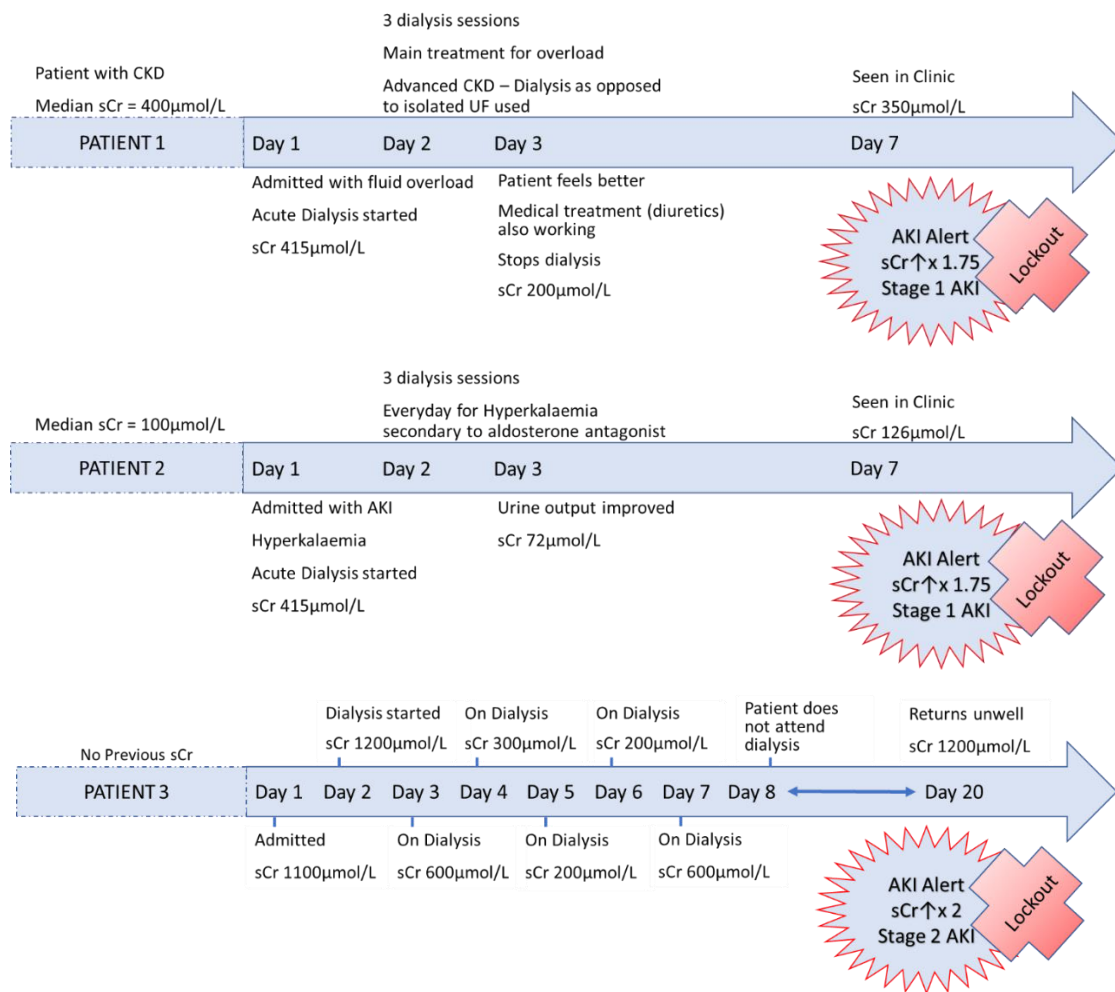 3 dialysis sessions
Main treatment for overload
Patient with CKD
Advanced CKD – Dialysis as opposed
to isolated UF used
Seen in Clinic
Median sCr = 400µmol/L
sCr 350µmol/L
PATIENT 1
Day 1
Day 2
Day 3
Day 7
Admitted with fluid overload
Acute Dialysis started
sCr 415µmol/L
Patient feels better
Medical treatment (diuretics)
also working
Stops dialysis
sCr 200µmol/L
AKI Alert
sCr↑x 1.75
Stage 1 AKI
Lockout
3 dialysis sessions
Everyday for Hyperkalaemia
secondary to aldosterone antagonist
Median sCr = 100µmol/L
Seen in Clinic
sCr 126µmol/L
PATIENT 2
Day 1
Day 2
Day 3
Day 7
Admitted with AKI
Hyperkalaemia
Acute Dialysis started
sCr 415µmol/L
Urine output improved
sCr 72µmol/L
AKI Alert
sCr↑x 1.75
Stage 1 AKI
Lockout
No Previous sCr
Dialysis started
sCr 1200µmol/L
On Dialysis
sCr 300µmol/L
On Dialysis
sCr 200µmol/L
Patient does
not attend
dialysis
Returns unwell
sCr 1200µmol/L
PATIENT 3
Day 1
Day 2
Day 3
Day 4
Day 5
Day 6
Day 7
Day 8
Day 20
Admitted
sCr 1100µmol/L
On Dialysis
sCr 600µmol/L
On Dialysis
sCr 200µmol/L
On Dialysis
sCr 600µmol/L
AKI Alert
sCr↑x 2
Stage 2 AKI
Lockout